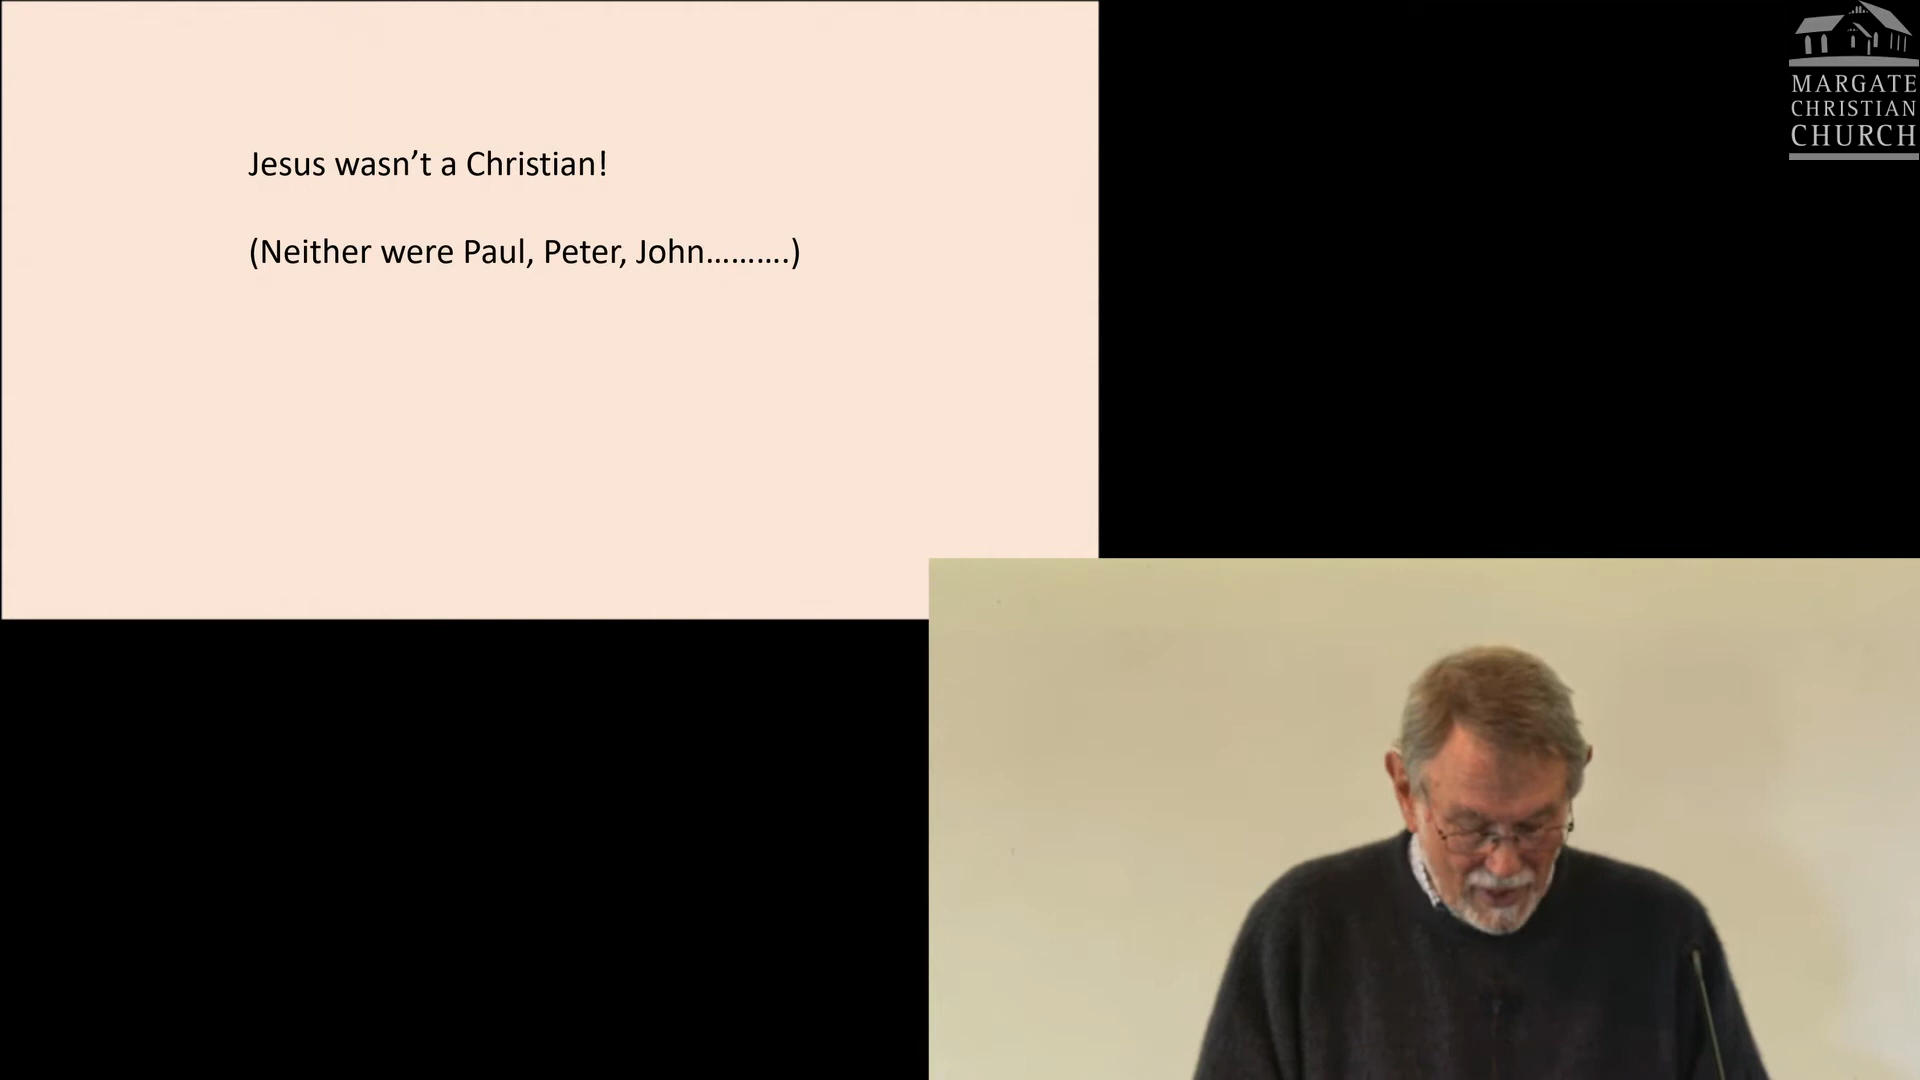 Jesus wasn’t a Christian!
(Neither were Paul, Peter, John……….)
MARGATE
CHRISTIAN
CHURCH